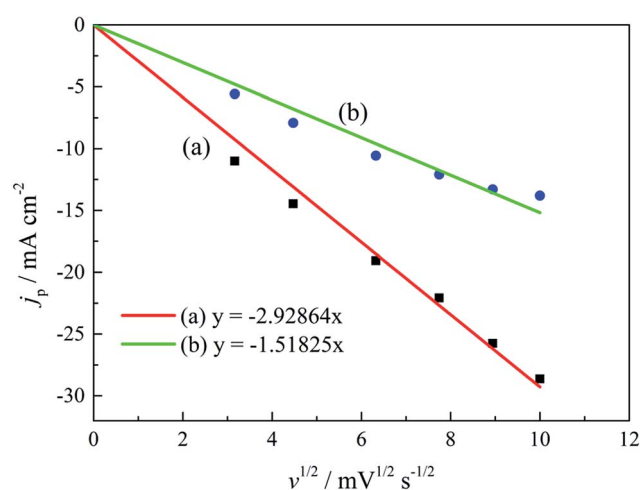 0
-5
-10
-15
-20
-25
-30
0 2 4 6 8 10 12
j_p / mA cm⁻²
v^{1/2} / mV^{1/2} s^{-1/2}
(b)
(a)
(a) y = -2.92864x
(b) y = -1.51825x